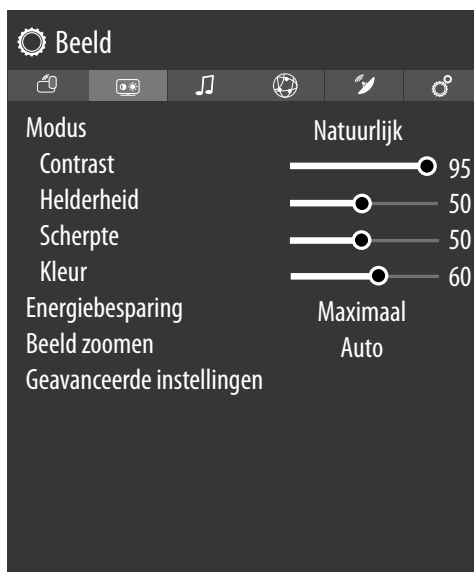 Beeld
Modus Natuurlijk
Contrast 95
Helderheid 50
Scherpte 50
Kleur 60
Energiebesparing Maximaal
Beeld zoomen Auto
Geavanceerde instellingen